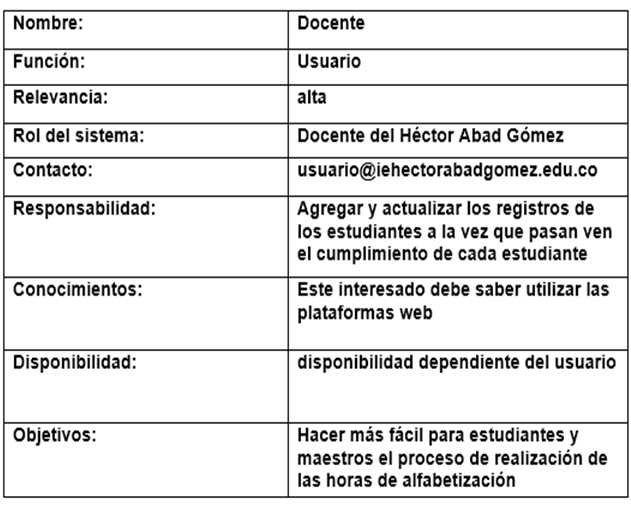 Nombre: Docente
Función: Usuario
Relevancia: alta
Rol del sistema: Docente del Héctor Abad Gómez
Contacto: usuario@iehectorabadgomez.edu.co
Responsabilidad: Agregar y actualizar los registros de
los estudiantes a la vez que pasan ven
el cumplimiento de cada estudiante
Conocimientos: Este interesado debe saber utilizar las
plataformas web
Disponibilidad: disponibilidad dependiente del usuario
Objetivos: Hacer más fácil para estudiantes y
maestros el proceso de realización de
las horas de alfabetización